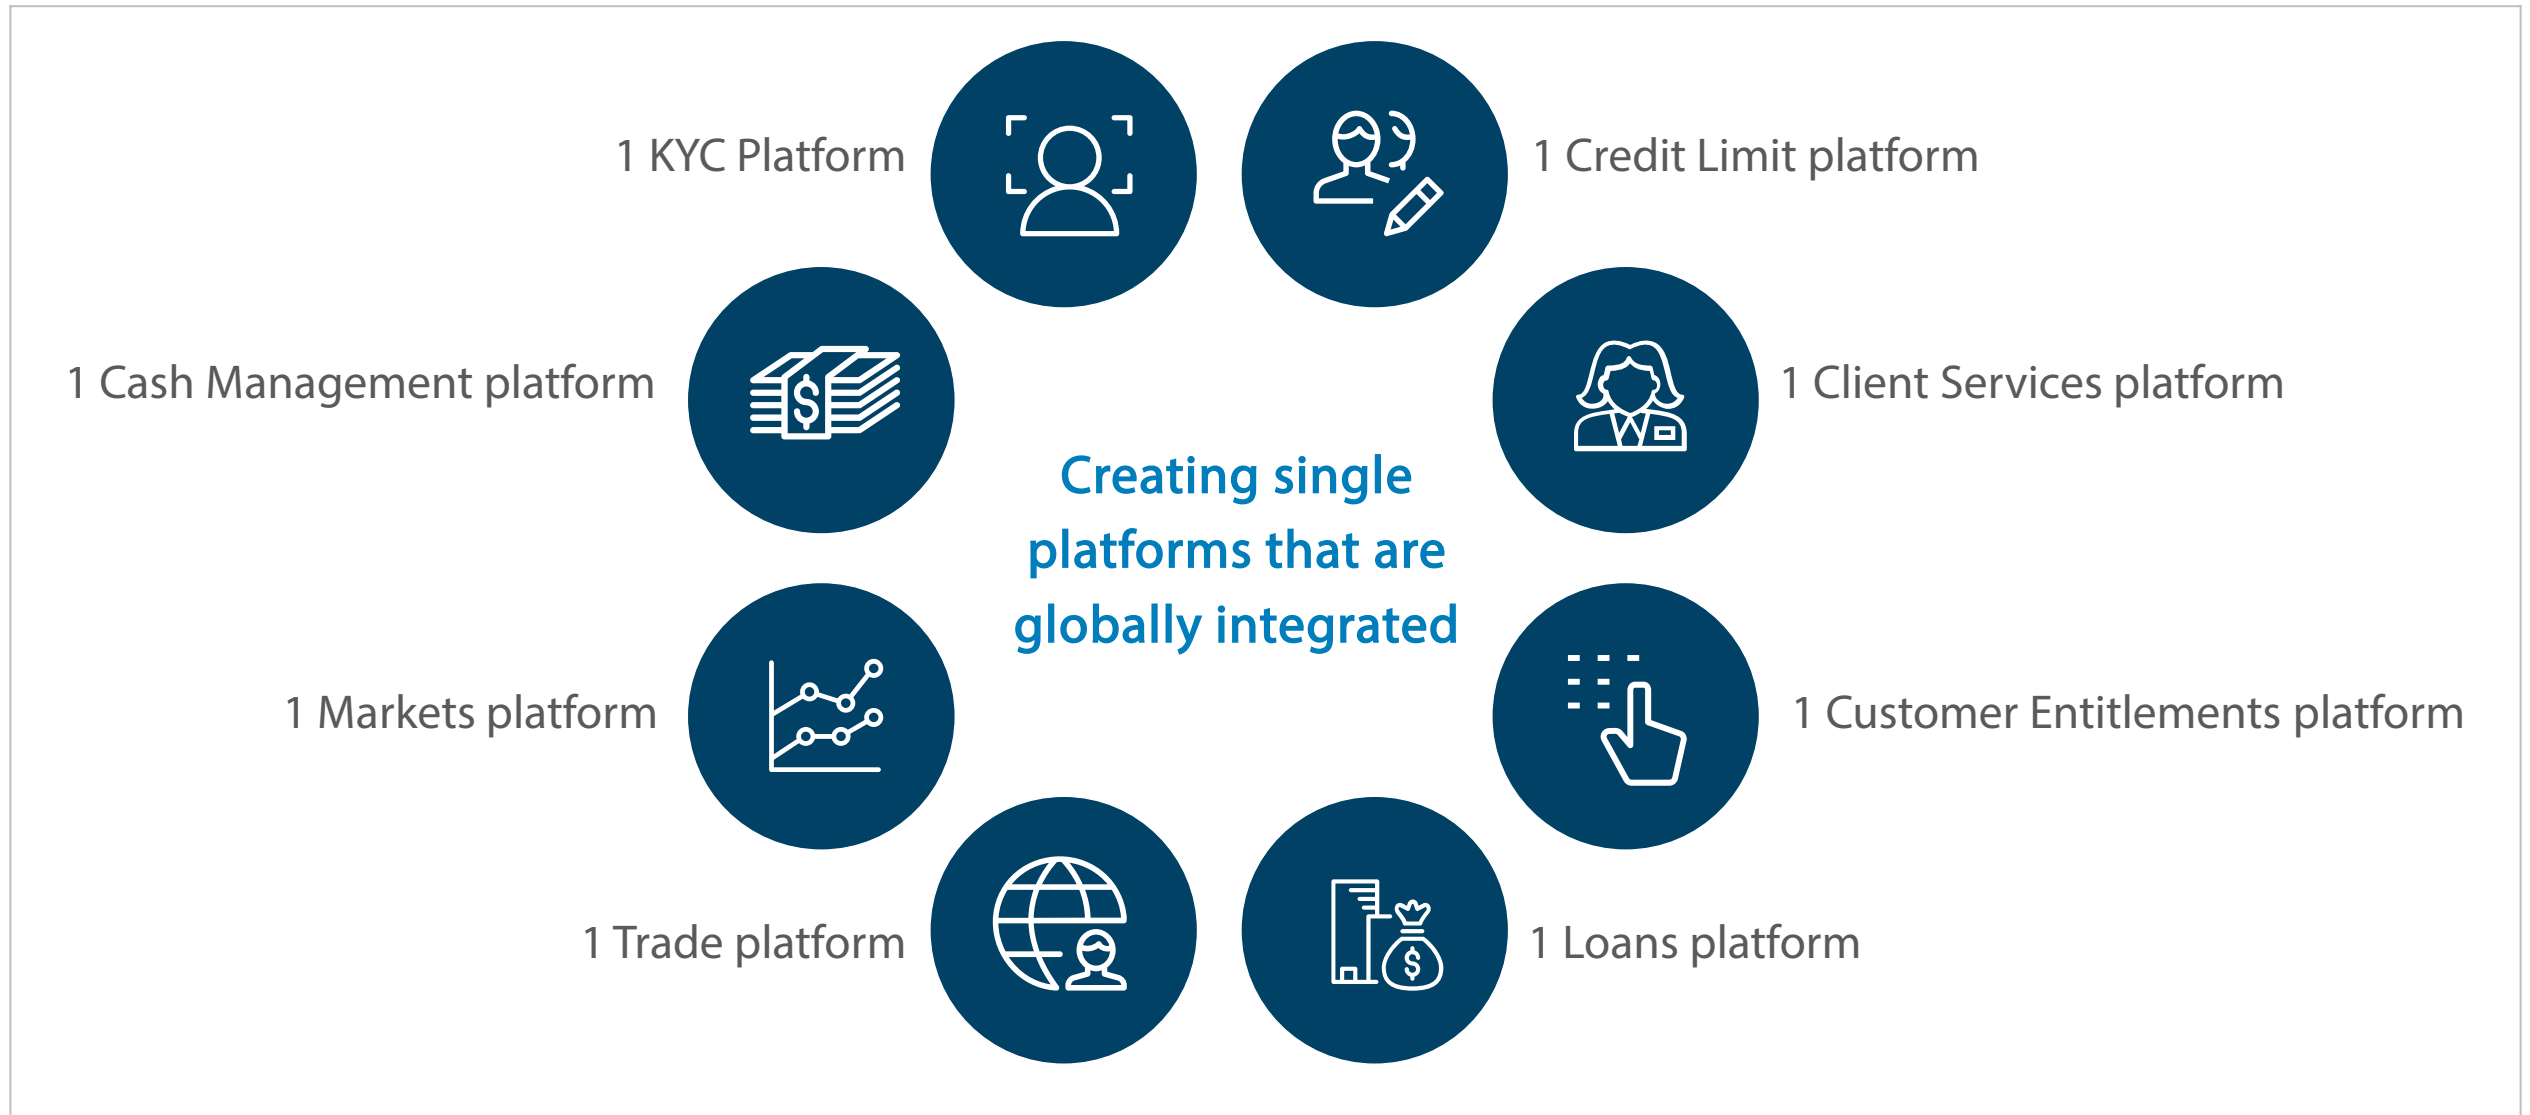 1 KYC Platform
1 Credit Limit platform
1 Cash Management platform
1 Client Services platform
Creating single
platforms that are
globally integrated
1 Markets platform
1 Customer Entitlements platform
1 Trade platform
1 Loans platform
$
$